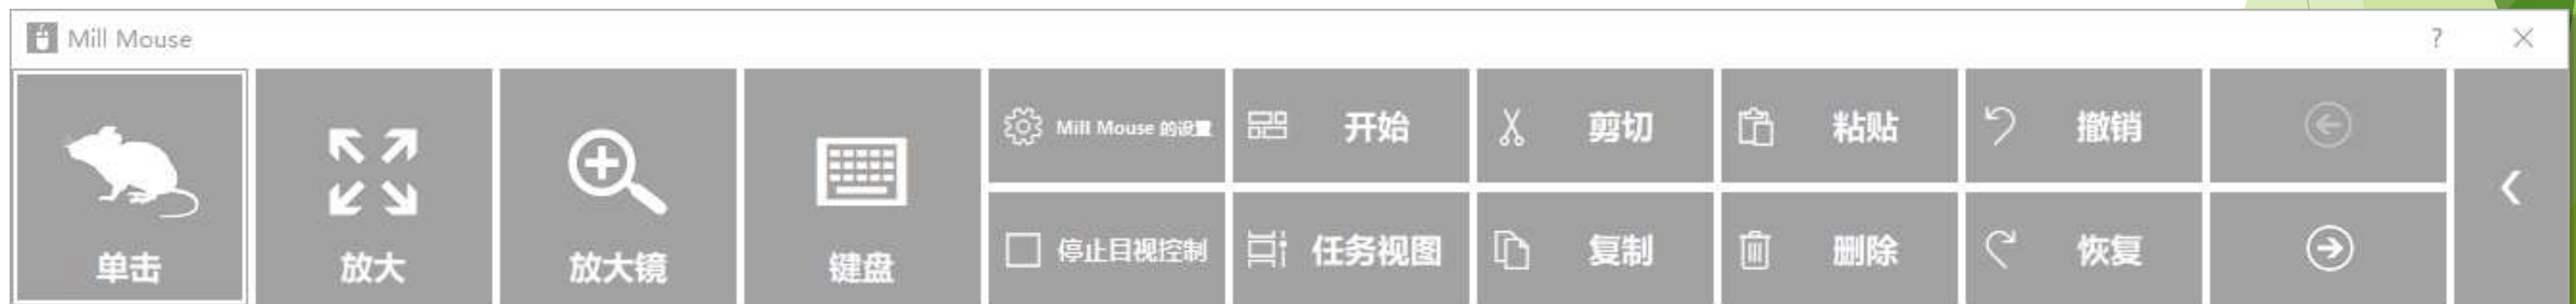 Mill Mouse
?
单击
放大
放大镜
键盘
Mill Mouse 的设置
开始
剪切
粘贴
撤销
停止目视控制
任务视图
复制
删除
恢复